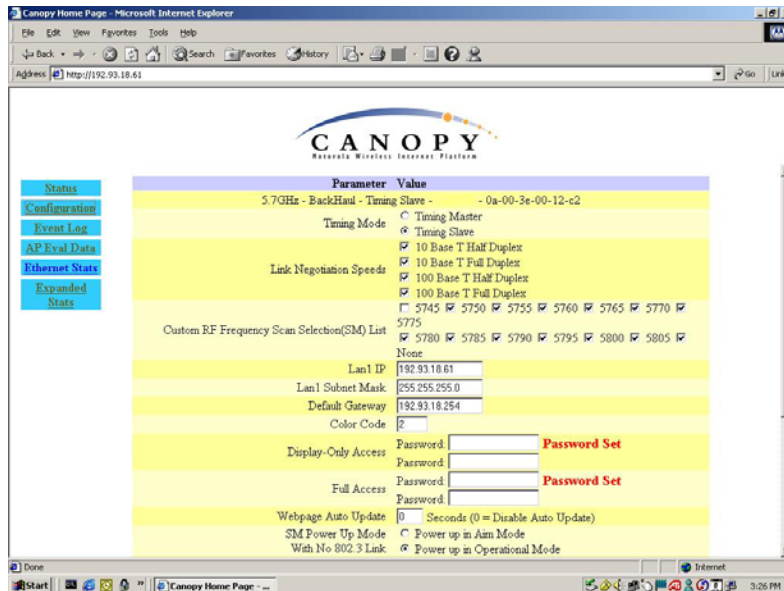 Canopy Home Page - Microsoft Internet Explorer
File Edit View Favorites Tools Help
Back Search Favorites History
Address http://192.93.18.61 Go
CANOPY
Motorola Wireless Internet Platform
Status
Configuration
Event Log
AP Eval Data
Ethernet Stats
Expanded
Stats
Parameter Value
5.7GHz - BackHaul - Timing Slave - - 0a-00-3e-00-12-c2
Timing Mode
Timing Master
Timing Slave
Link Negotiation Speeds
10 Base T Half Duplex
10 Base T Full Duplex
100 Base T Half Duplex
100 Base T Full Duplex
Custom RF Frequency Scan Selection(SM) List
5745 5750 5755 5760 5765 5770
5775
5780 5785 5790 5795 5800 5805
None
Lan1 IP 192.93.18.61
Lan1 Subnet Mask 255.255.255.0
Default Gateway 192.93.18.254
Color Code 2
Display-Only Access
Password: Password Set
Password:
Full Access
Password: Password Set
Password:
Webpage Auto Update 0 Seconds (0 = Disable Auto Update)
SM Power Up Mode Power up in Aim Mode
With No 802.3 Link Power up in Operational Mode
Done Internet
Start Canopy Home Page - ... 3:26 PM